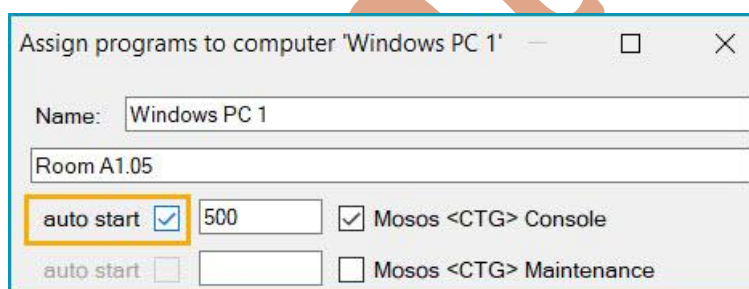 Assign programs to computer 'Windows PC 1'
Name: Windows PC 1
Room A1.05
auto start 500 Mosos <CTG> Console
auto start Mosos <CTG> Maintenance